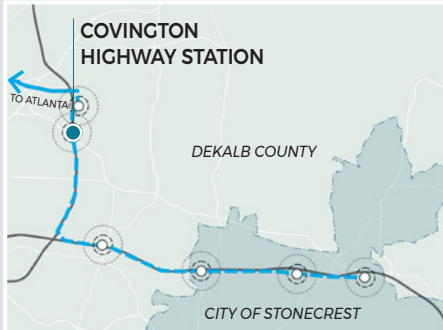 COVINGTON
HIGHWAY STATION
TO ATLANTA
DEKALB COUNTY
CITY OF STONECREST